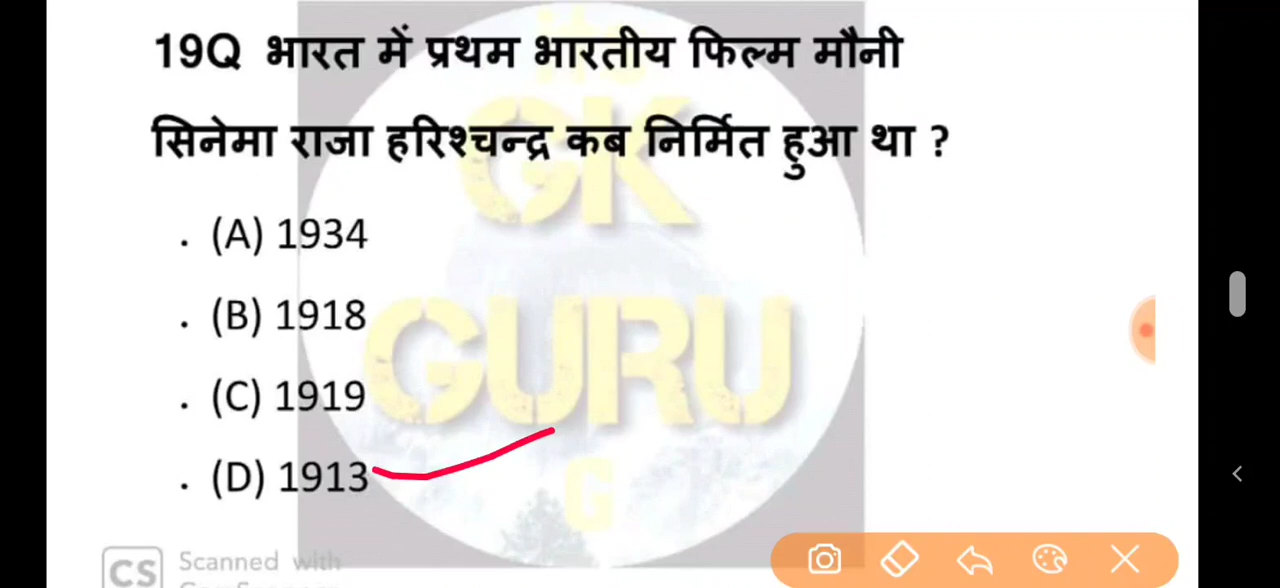 19Q भारत में प्रथम भारतीय फिल्म मौनी
सिनेमा राजा हरिश्चन्द्र कब निर्मित हुआ था ?
. (A) 1934
. (B) 1918
. (C) 1919
. (D) 1913
GK
GURU
G
CS Scanned with